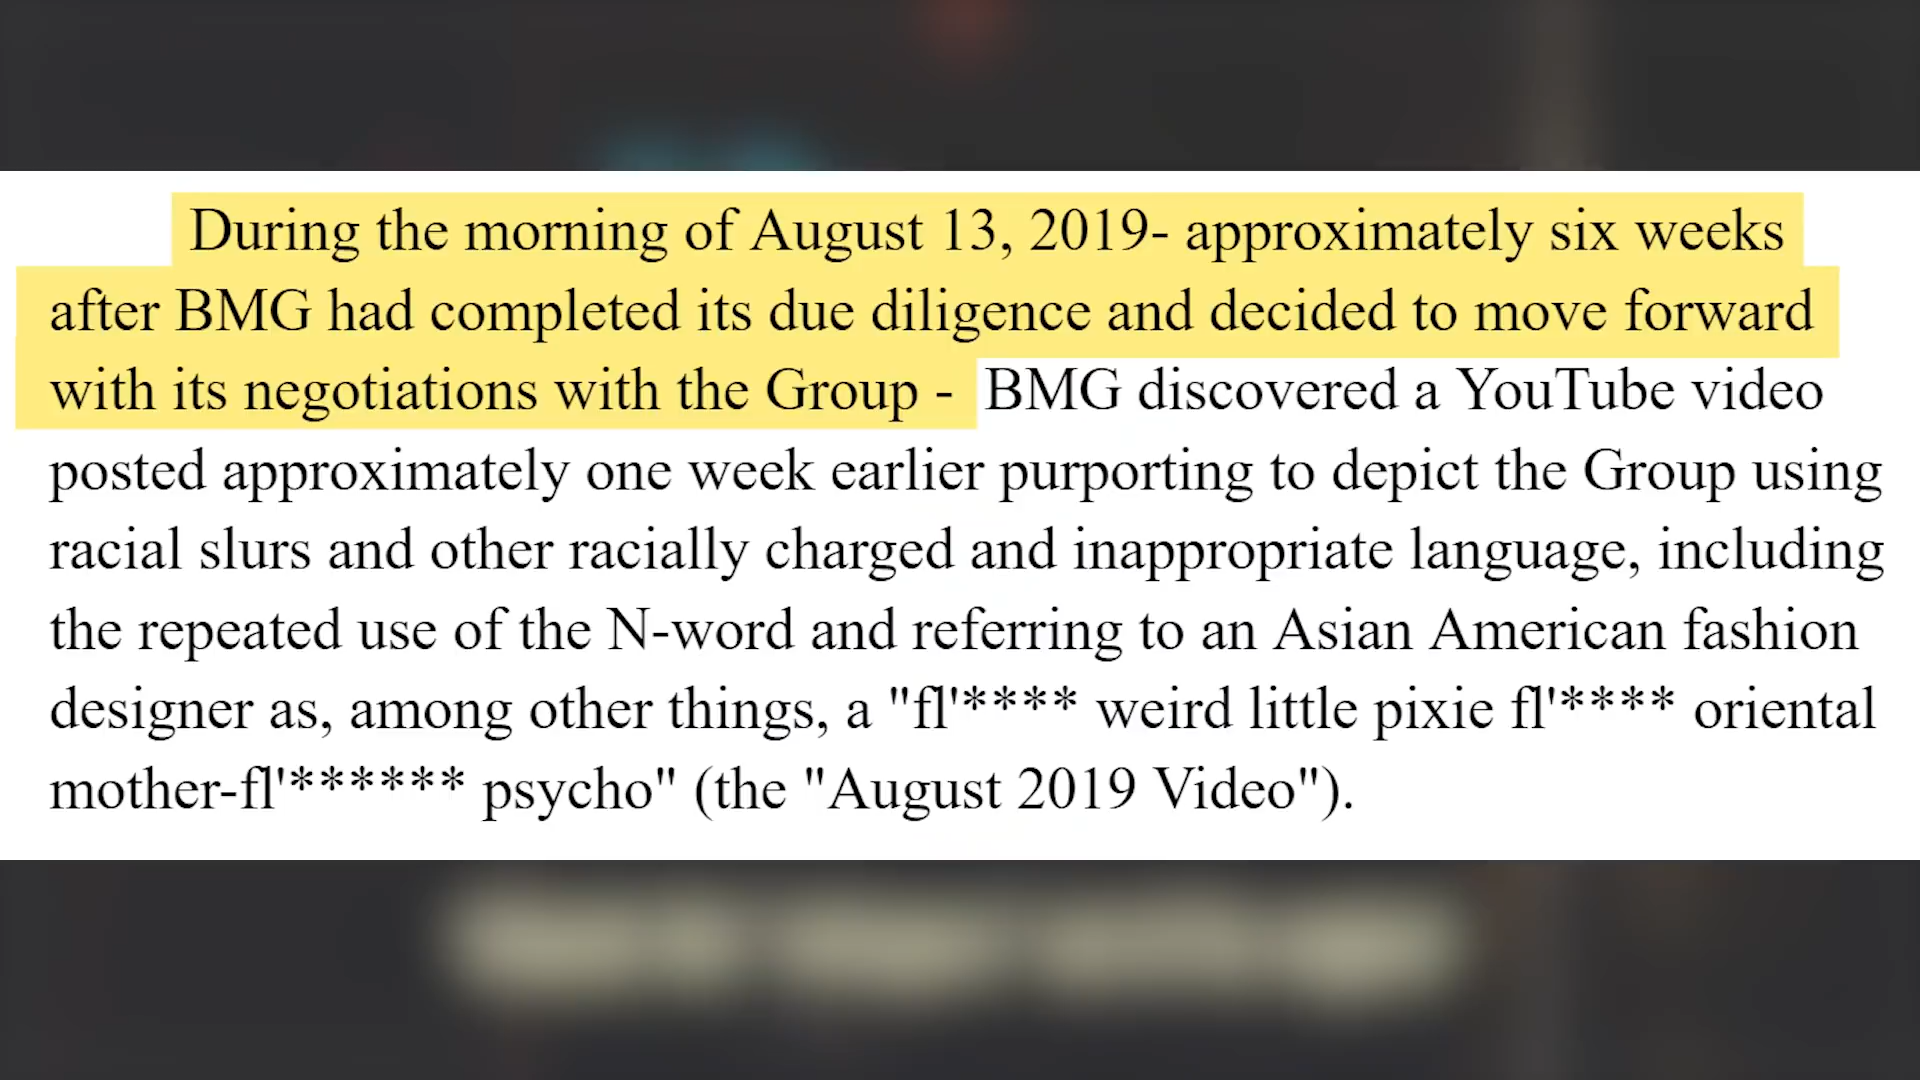 During the morning of August 13, 2019- approximately six weeks
after BMG had completed its due diligence and decided to move forward
with its negotiations with the Group - BMG discovered a YouTube video
posted approximately one week earlier purporting to depict the Group using
racial slurs and other racially charged and inappropriate language, including
the repeated use of the N-word and referring to an Asian American fashion
designer as, among other things, a "fl'**** weird little pixie fl'**** oriental
mother-fl'****** psycho" (the "August 2019 Video").